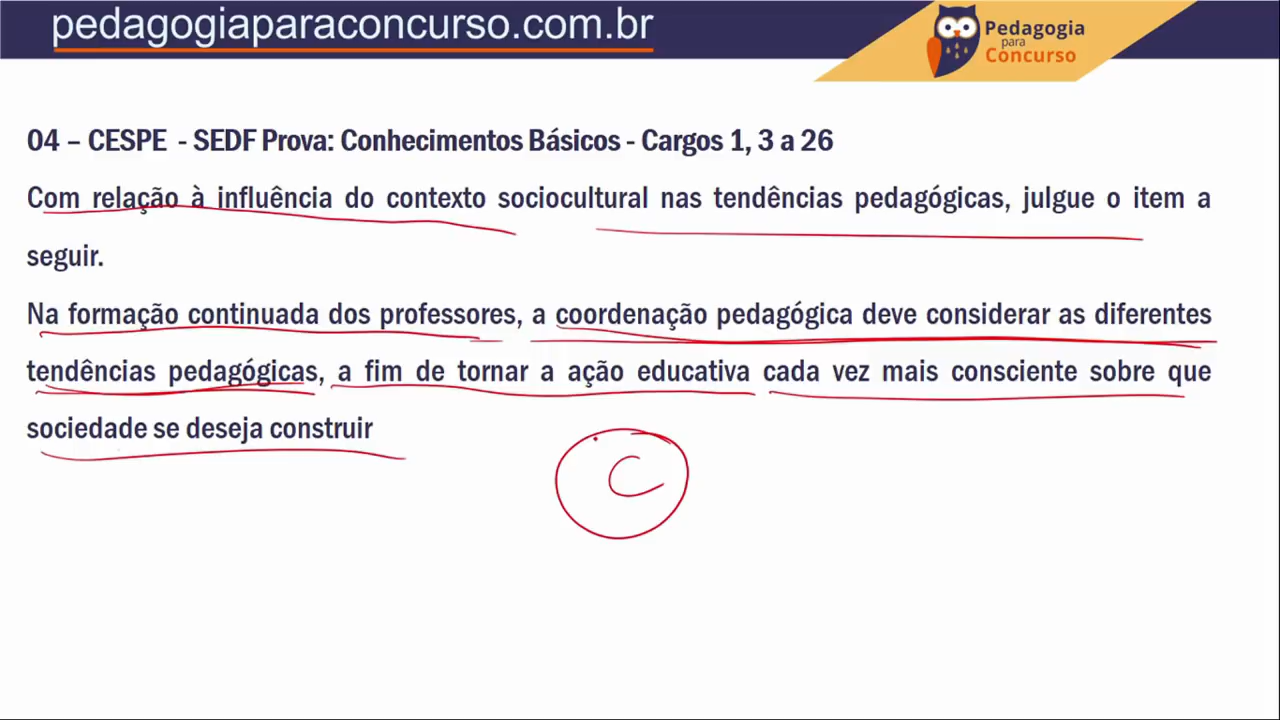 pedagogiaparaconcurso.com.br
Pedagogia
para
Concurso
04 – CESPE - SEDF Prova: Conhecimentos Básicos - Cargos 1, 3 a 26
Com relação à influência do contexto sociocultural nas tendências pedagógicas, julgue o item a
seguir.
Na formação continuada dos professores, a coordenação pedagógica deve considerar as diferentes
tendências pedagógicas, a fim de tornar a ação educativa cada vez mais consciente sobre que
sociedade se deseja construir
C